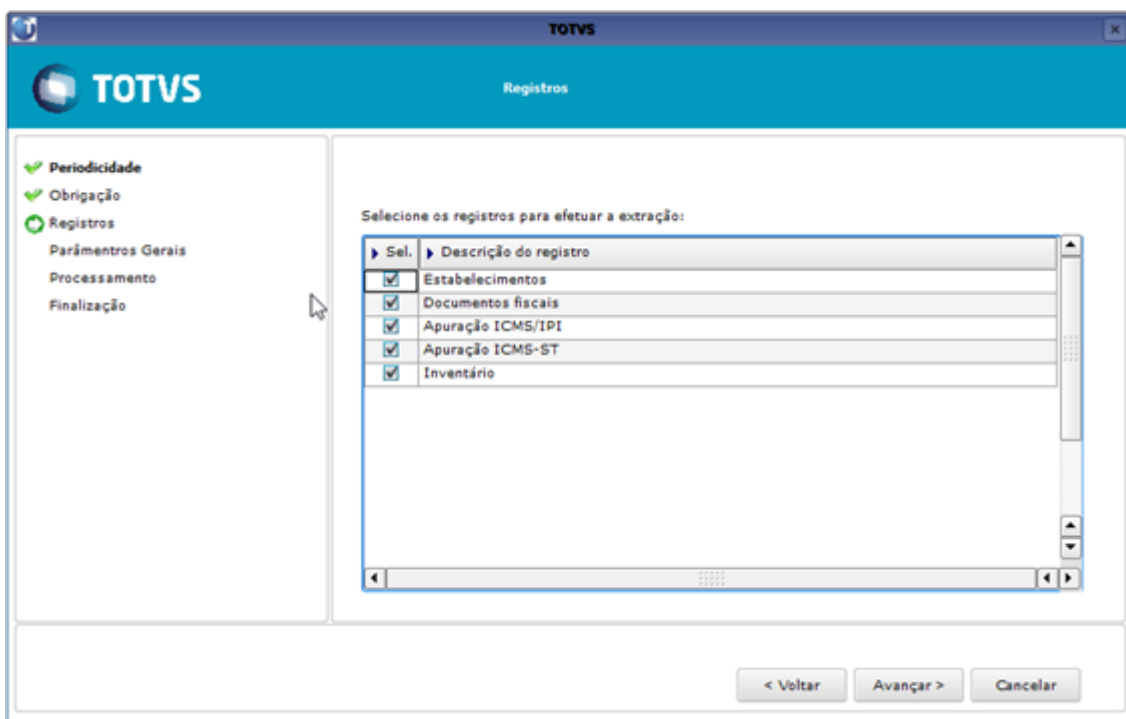 TOTVS
TOTVS
Registros
Periodicidade
Obrigação
Registros
Parâmentros Gerais
Processamento
Finalização
Selecione os registros para efetuar a extração:
Sel. Descrição do registro
Estabelecimentos
Documentos fiscais
Apuração ICMS/IPI
Apuração ICMS-ST
Inventário
< Voltar Avançar > Cancelar